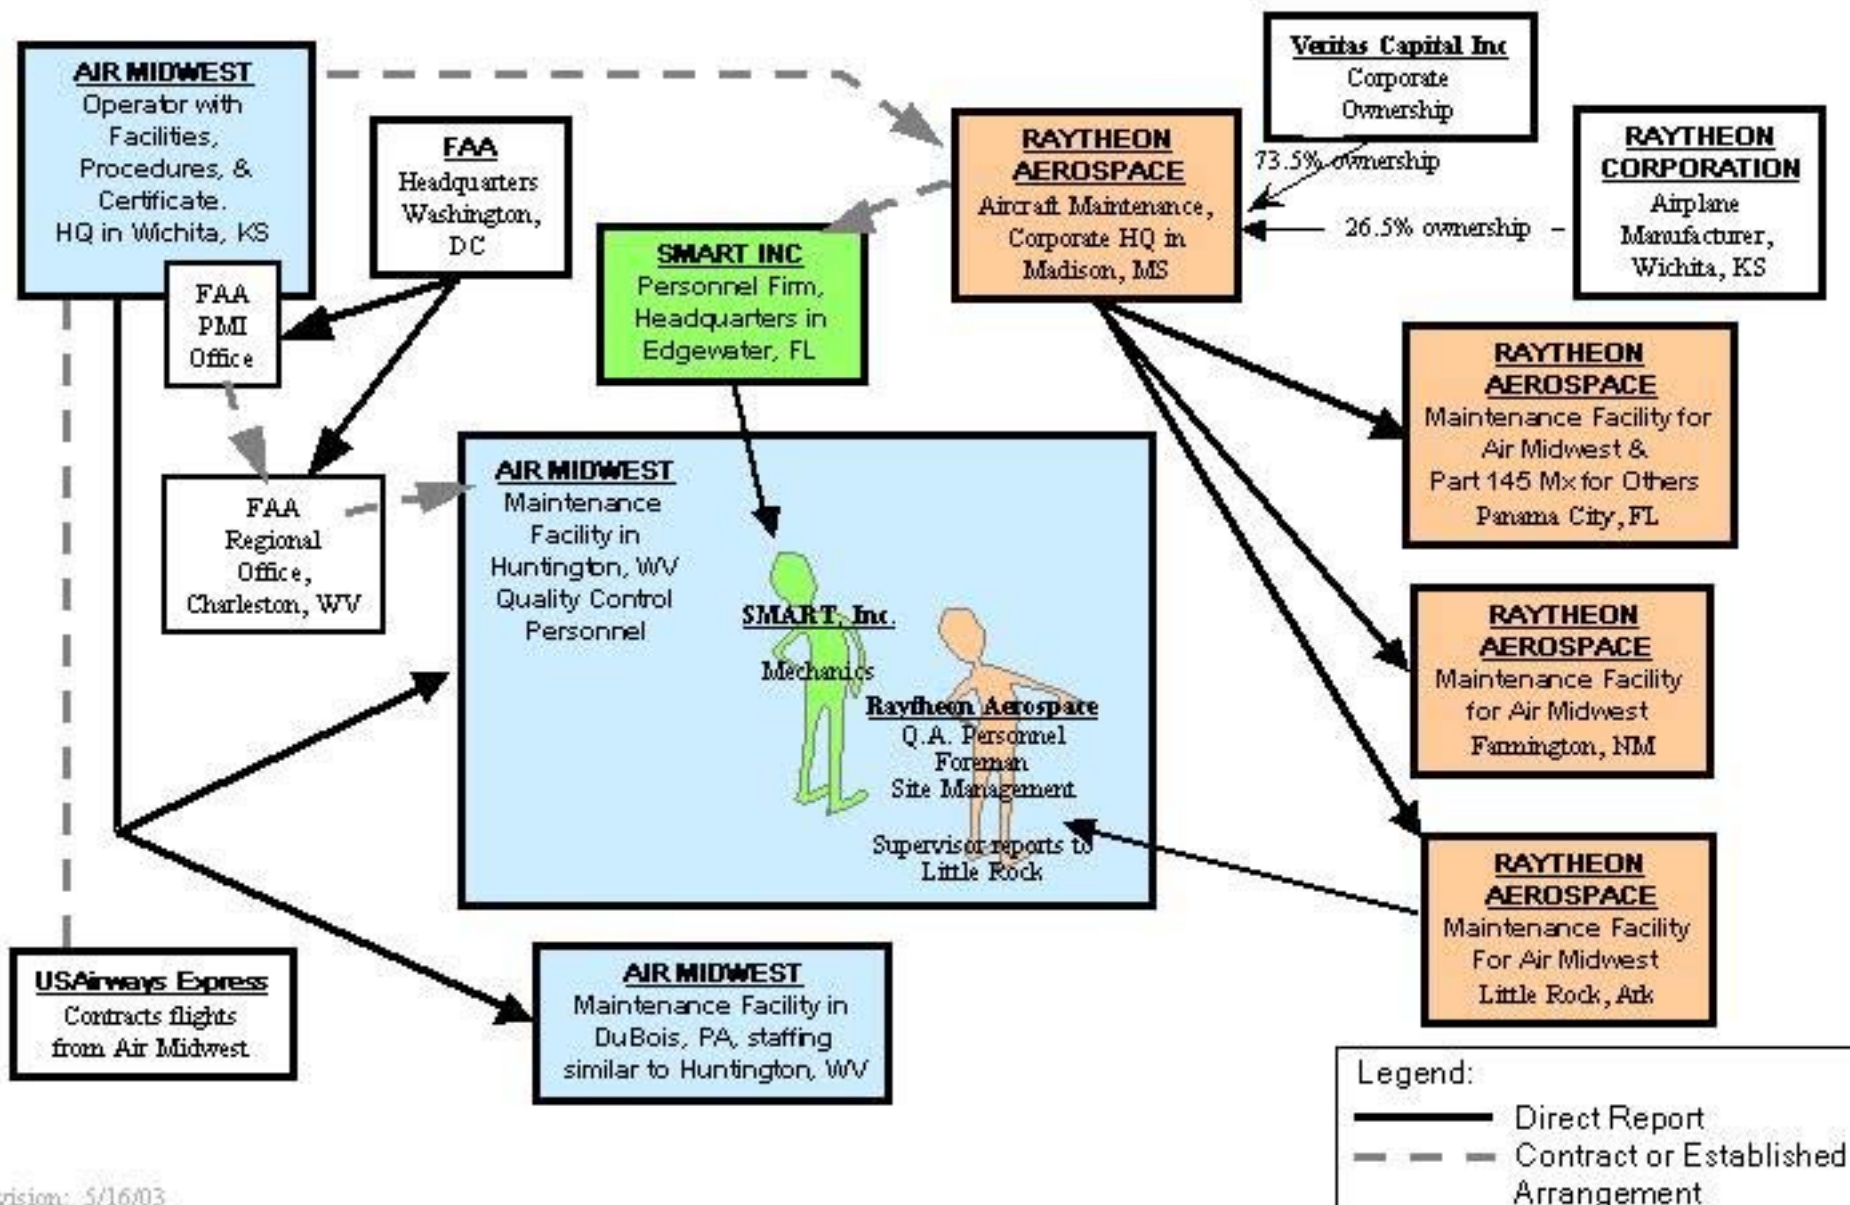 AIR MIDWEST
Operator with
Facilities,
Procedures, &
Certificate.
HQ in Wichita, KS
FAA
PMI
Office
FAA
Headquarters
Washington,
DC
FAA
Regional
Office,
Charleston, WV
SMART INC
Personnel Firm,
Headquarters in
Edgewater, FL
RAYTHEON
AEROSPACE
Aircraft Maintenance,
Corporate HQ in
Madison, MS
Veritas Capital Inc
Corporate
Ownership
73.5% ownership
26.5% ownership
RAYTHEON
CORPORATION
Airplane
Manufacturer,
Wichita, KS
RAYTHEON
AEROSPACE
Maintenance Facility for
Air Midwest &
Part 145 Mx for Others
Panama City, FL
RAYTHEON
AEROSPACE
Maintenance Facility
for Air Midwest
Farmington, NM
RAYTHEON
AEROSPACE
Maintenance Facility
For Air Midwest
Little Rock, Ark
AIR MIDWEST
Maintenance
Facility in
Huntington, WV
Quality Control
Personnel
SMART, Inc.
Mechanics
Raytheon Aerospace
Q.A. Personnel
Foreman
Site Management
Supervisor reports to
Little Rock
USAirways Express
Contracts flights
from Air Midwest
AIR MIDWEST
Maintenance Facility in
DuBois, PA, staffing
similar to Huntington, WV
Legend:
Direct Report
Contract or Established
Arrangement
vision: 5/16/03